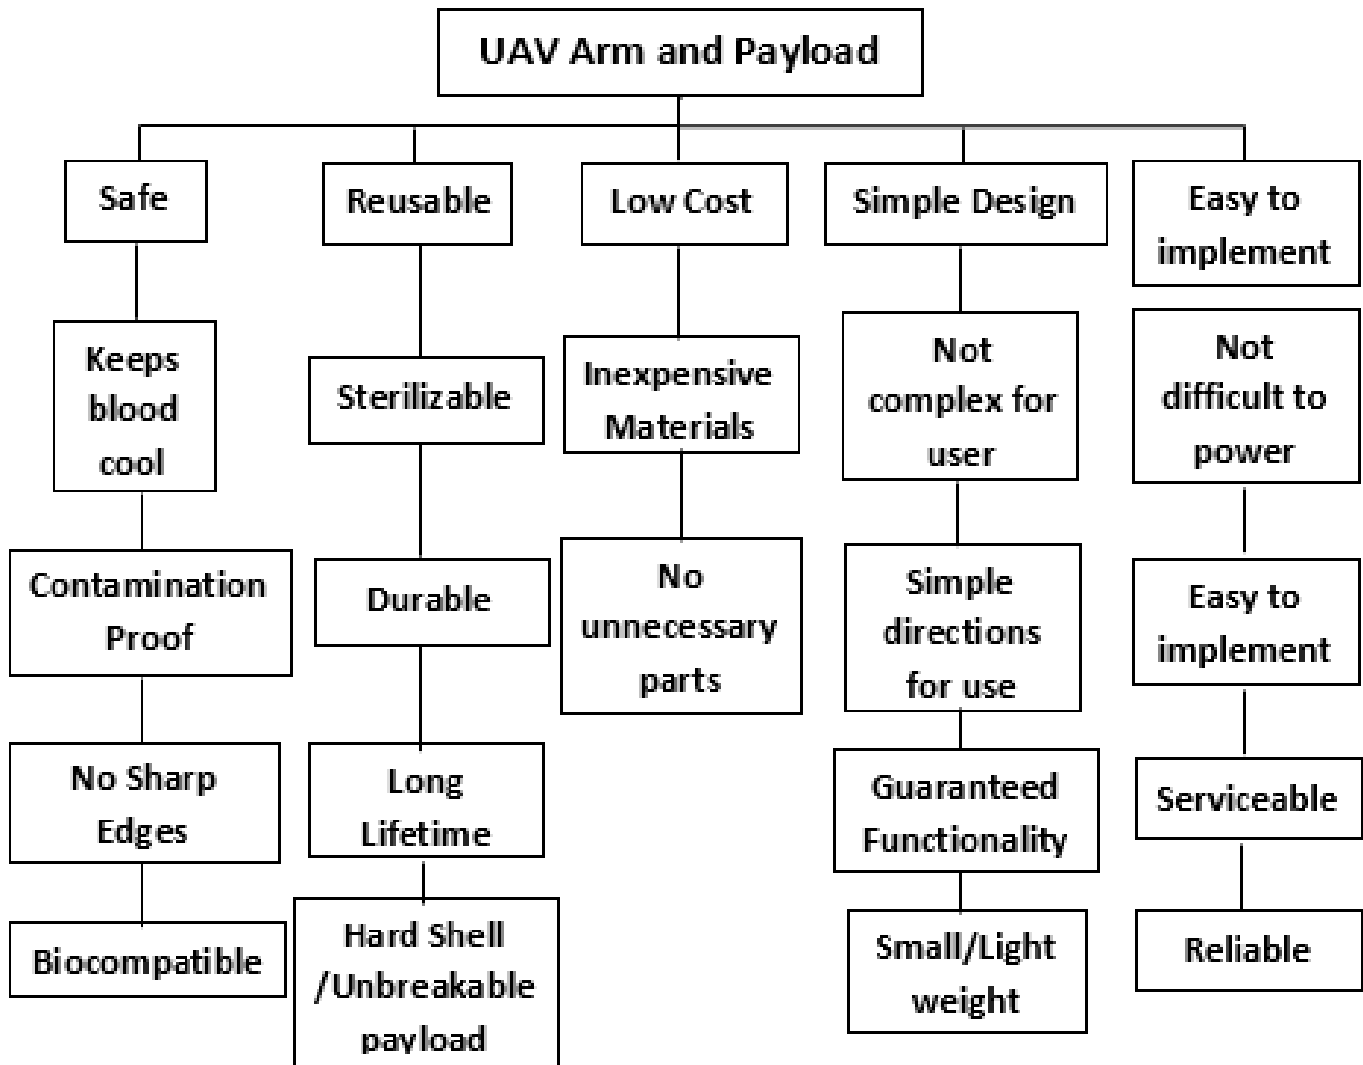 UAV Arm and Payload
Safe
Reusable
Low Cost
Simple Design
Easy to
implement
Keeps
blood
cool
Sterilizable
Inexpensive
Materials
Not
complex for
user
Not
difficult to
power
Contamination
Proof
Durable
No
unnecessary
parts
Simple
directions
for use
Easy to
implement
No Sharp
Edges
Long
Lifetime
Guaranteed
Functionality
Serviceable
Biocompatible
Hard Shell
/Unbreakable
payload
Small/Light
weight
Reliable